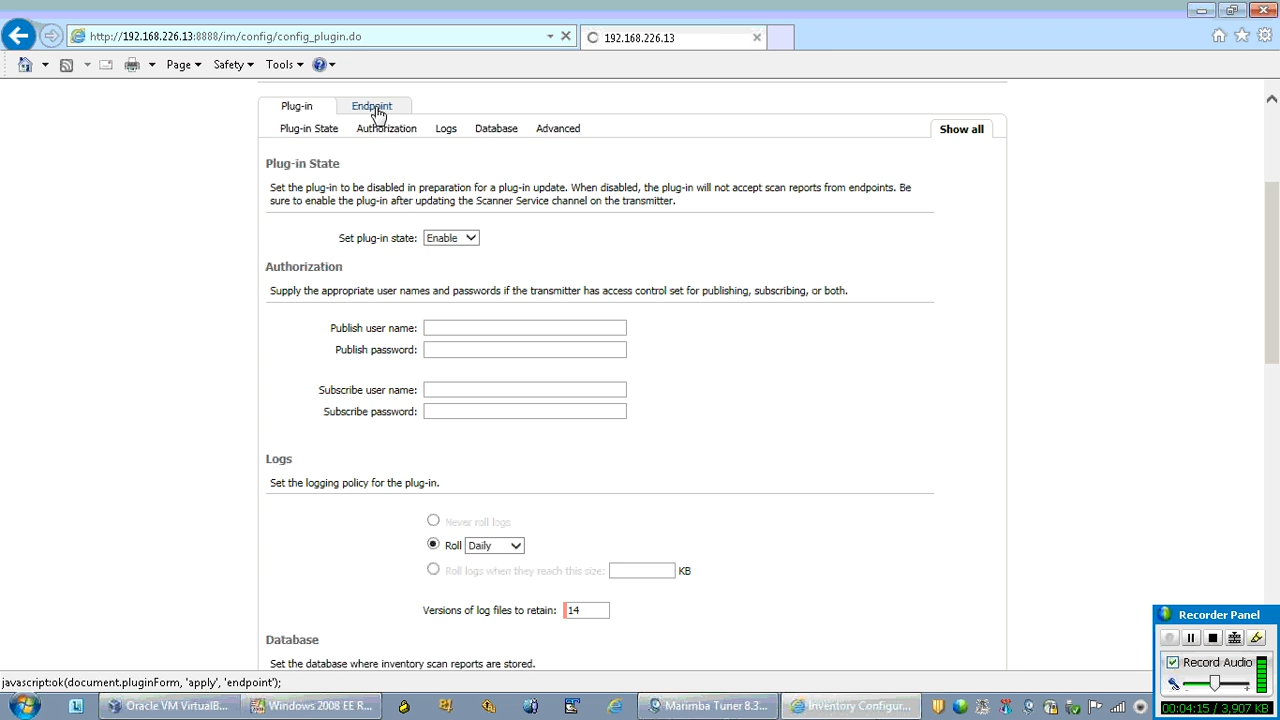 http://192.168.226.13:8888/im/config/config_plugin.do
192.168.226.13
Page
Safety
Tools
Plug-in
Endpoint
Plug-in State
Authorization
Logs
Database
Advanced
Show all
Plug-in State
Set the plug-in to be disabled in preparation for a plug-in update. When disabled, the plug-in will not accept scan reports from endpoints. Be
sure to enable the plug-in after updating the Scanner Service channel on the transmitter.
Set plug-in state: Enable
Authorization
Supply the appropriate user names and passwords if the transmitter has access control set for publishing, subscribing, or both.
Publish user name:
Publish password:
Subscribe user name:
Subscribe password:
Logs
Set the logging policy for the plug-in.
Never roll logs
Roll Daily
Roll logs when they reach this size: KB
Versions of log files to retain: 14
Database
Set the database where inventory scan reports are stored.
Recorder Panel
Record Audio
00:04:15 / 3,907 KB
javascript:ok(document.pluginForm, 'apply', 'endpoint');
Oracle VM VirtualB...
Windows 2008 EE R...
Marimba Tuner 8.3...
Inventory Configur...